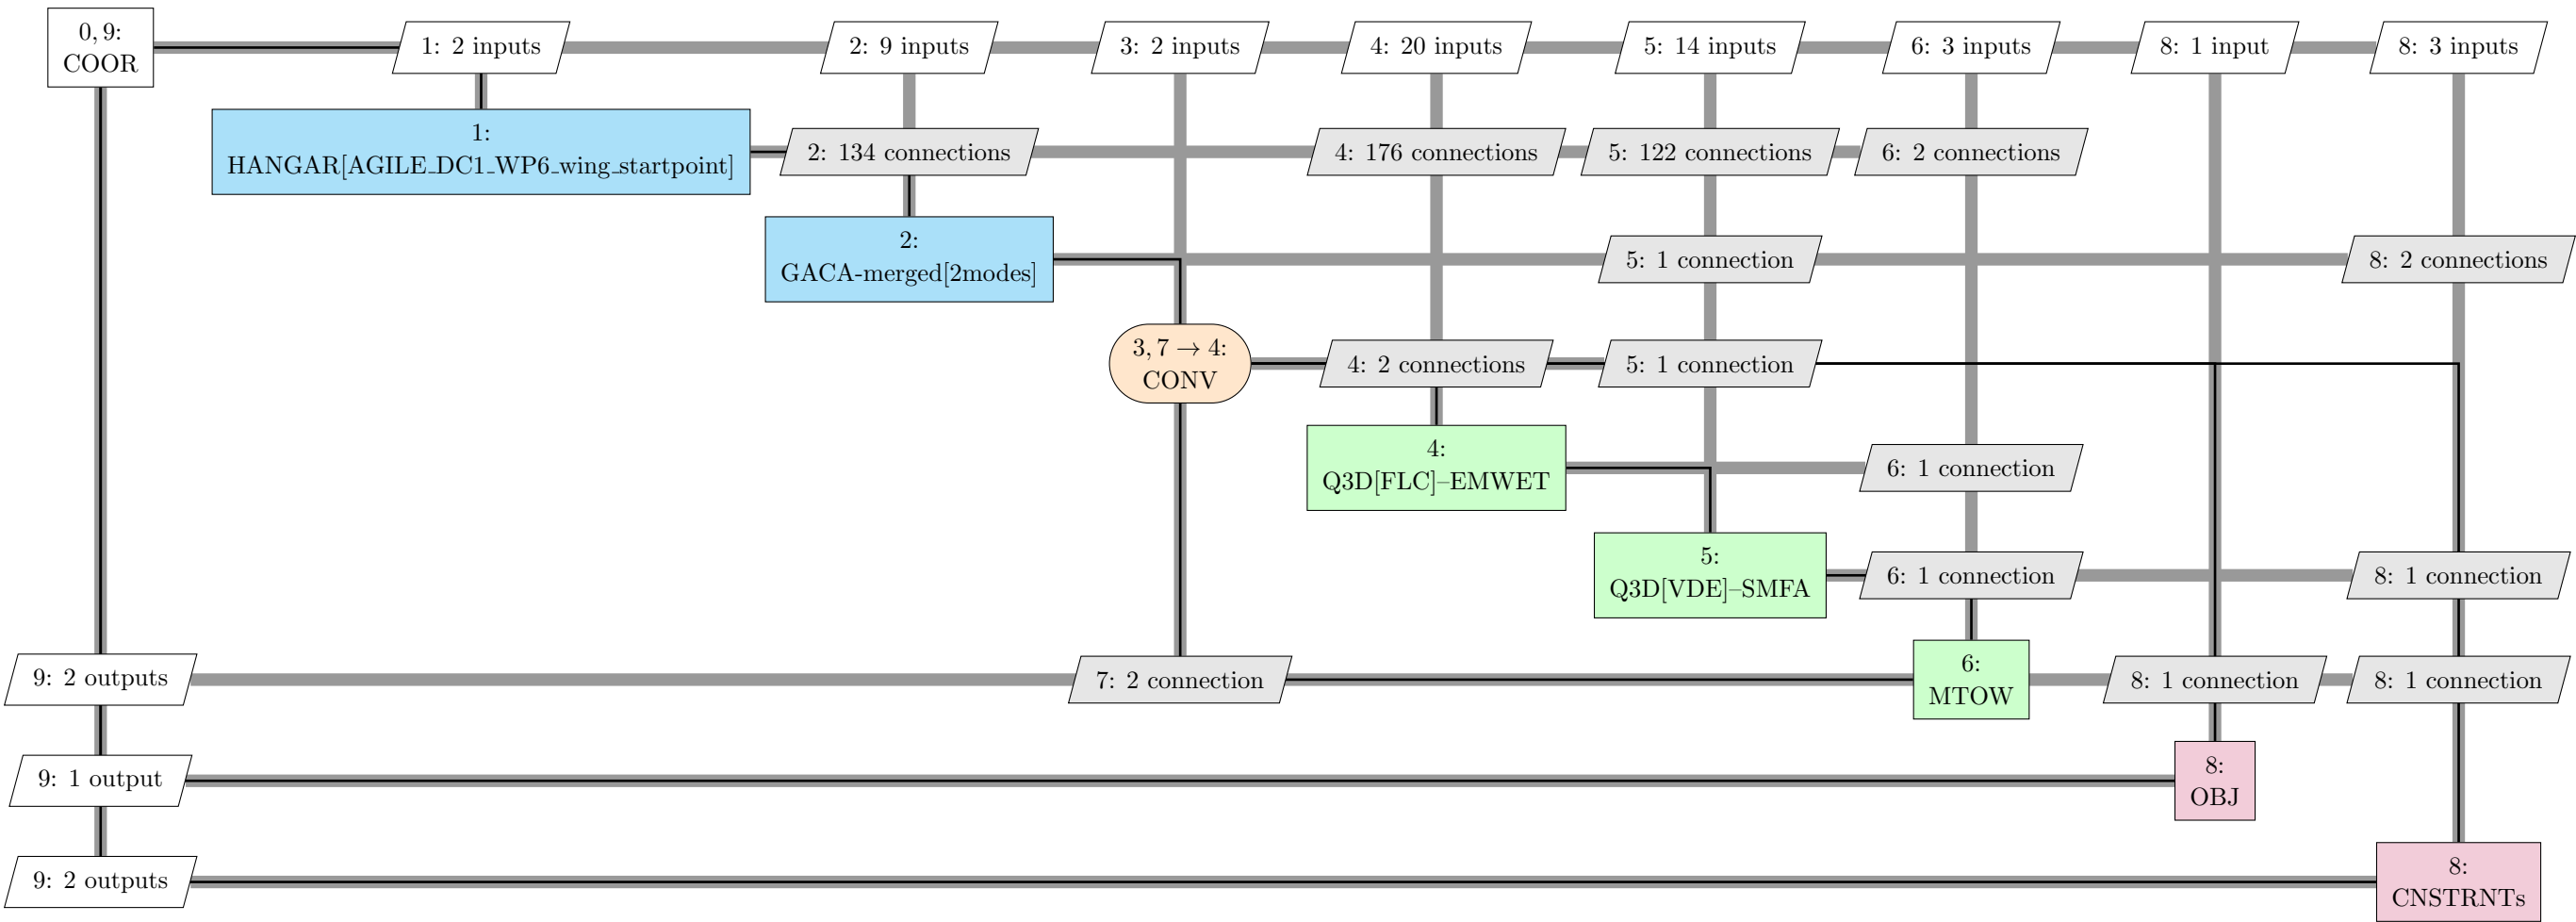 0, 9:
COOR
1: 2 inputs
2: 9 inputs
3: 2 inputs
4: 20 inputs
5: 14 inputs
6: 3 inputs
8: 1 input
8: 3 inputs
1:
HANGAR[AGILE_DC1_WP6_wing_startpoint]
2: 134 connections
4: 176 connections
5: 122 connections
6: 2 connections
2:
GACA-merged[2modes]
5: 1 connection
8: 2 connections
3, 7 → 4:
CONV
4: 2 connections
5: 1 connection
4:
Q3D[FLC]–EMWET
6: 1 connection
5:
Q3D[VDE]–SMFA
6: 1 connection
8: 1 connection
9: 2 outputs
7: 2 connection
6:
MTOW
8: 1 connection
8: 1 connection
9: 1 output
8:
OBJ
9: 2 outputs
8:
CNSTRNTs